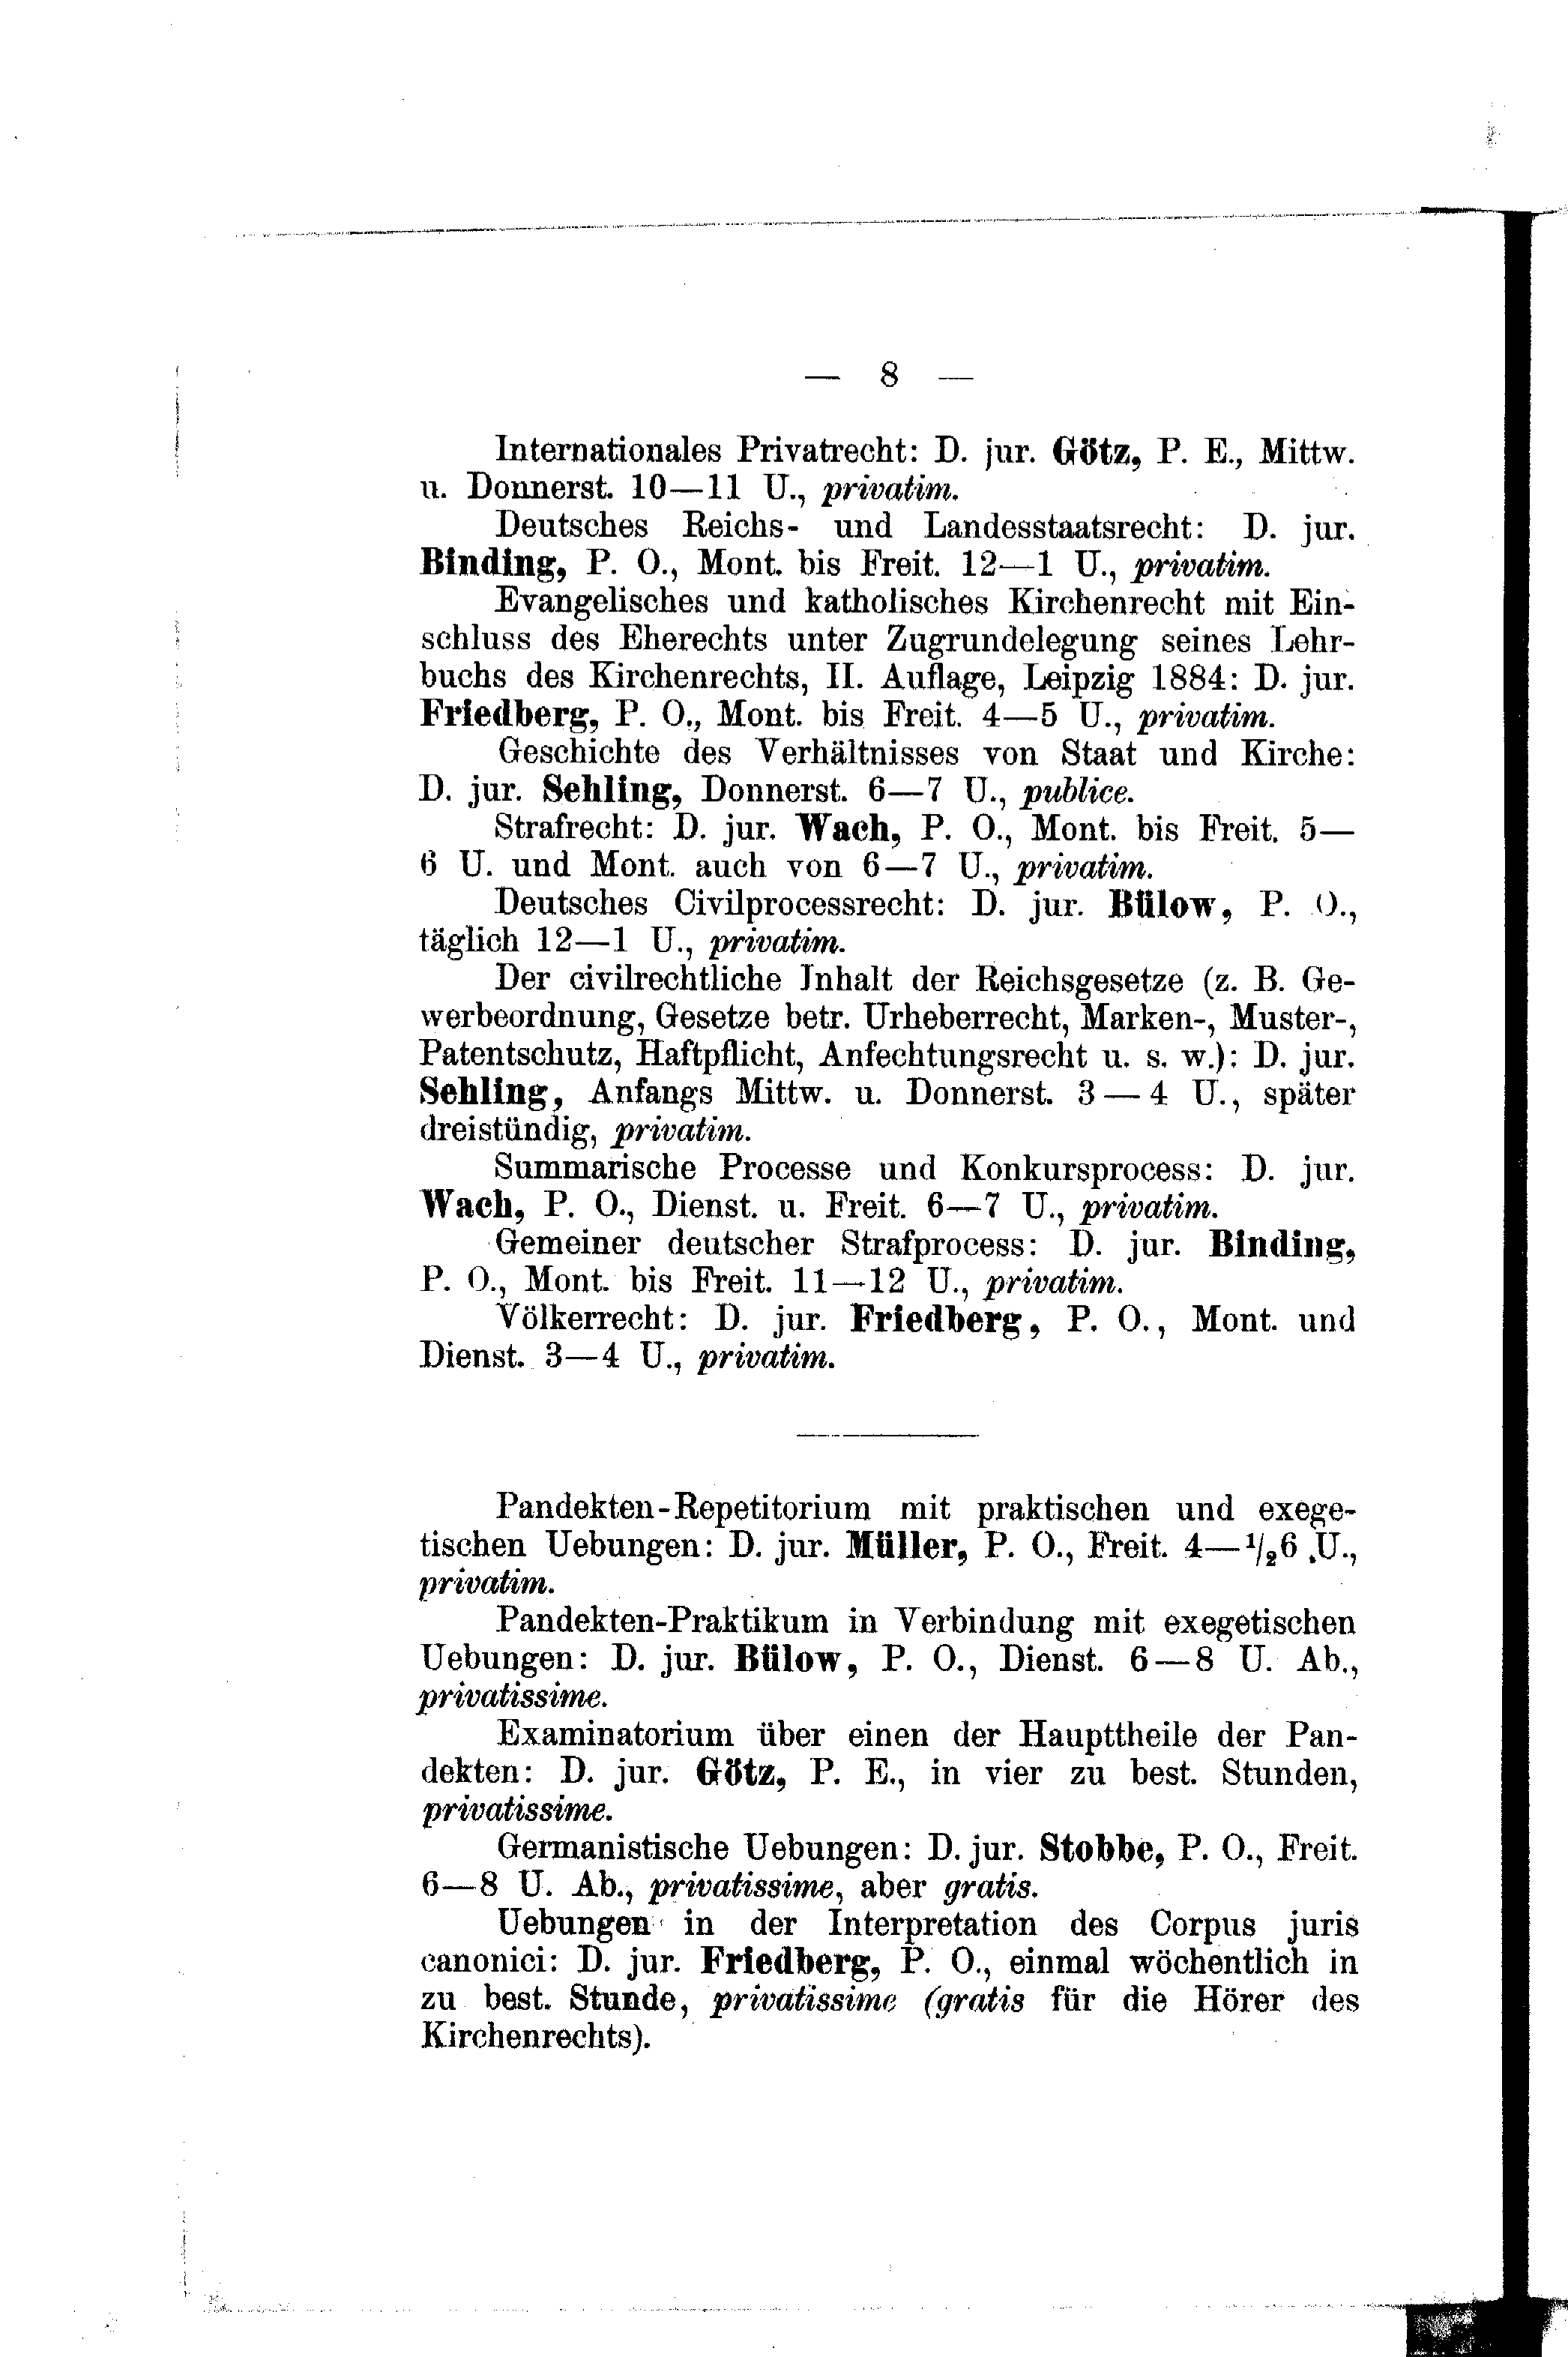 — 8 —
Internationales Privatrecht: D. jur. Götz, P. E., Mittw.
u. Donnerst. 10—11 U., privatim.
Deutsches Reichs- und Landesstaatsrecht: D. jur.
Binding, P. O., Mont. bis Freit. 12—1 U., privatim.
Evangelisches und katholisches Kirchenrecht mit Ein-
schluss des Eherechts unter Zugrundelegung seines Lehr-
buchs des Kirchenrechts, II. Auflage, Leipzig 1884: D. jur.
Friedberg, P. O., Mont. bis Freit. 4—5 U., privatim.
Geschichte des Verhältnisses von Staat und Kirche:
D. jur. Sehling, Donnerst. 6—7 U., publice.
Strafrecht: D. jur. Wach, P. O., Mont. bis Freit. 5—
6 U. und Mont. auch von 6—7 U., privatim.
Deutsches Civilprocessrecht: D. jur. Bülow, P. O.,
täglich 12—1 U., privatim.
Der civilrechtliche Inhalt der Reichsgesetze (z. B. Ge-
werbeordnung, Gesetze betr. Urheberrecht, Marken-, Muster-,
Patentschutz, Haftpflicht, Anfechtungsrecht u. s. w.): D. jur.
Sehling, Anfangs Mittw. u. Donnerst. 3—4 U., später
dreistündig, privatim.
Summarische Processe und Konkursprocess: D. jur.
Wach, P. O., Dienst. u. Freit. 6—7 U., privatim.
Gemeiner deutscher Strafprocess: D. jur. Binding,
P. O., Mont. bis Freit. 11—12 U., privatim.
Völkerrecht: D. jur. Friedberg, P. O., Mont. und
Dienst. 3—4 U., privatim.
Pandekten-Repetitorium mit praktischen und exege-
tischen Uebungen: D. jur. Müller, P. O., Freit. 4—1/26 U.,
privatim.
Pandekten-Praktikum in Verbindung mit exegetischen
Uebungen: D. jur. Bülow, P. O., Dienst. 6—8 U. Ab.,
privatissime.
Examinatorium über einen der Haupttheile der Pan-
dekten: D. jur. Götz, P. E., in vier zu best. Stunden,
privatissime.
Germanistische Uebungen: D. jur. Stobbe, P. O., Freit.
6—8 U. Ab., privatissime, aber gratis.
Uebungen in der Interpretation des Corpus juris
canonici: D. jur. Friedberg, P. O., einmal wöchentlich in
zu best. Stunde, privatissime (gratis für die Hörer des
Kirchenrechts).